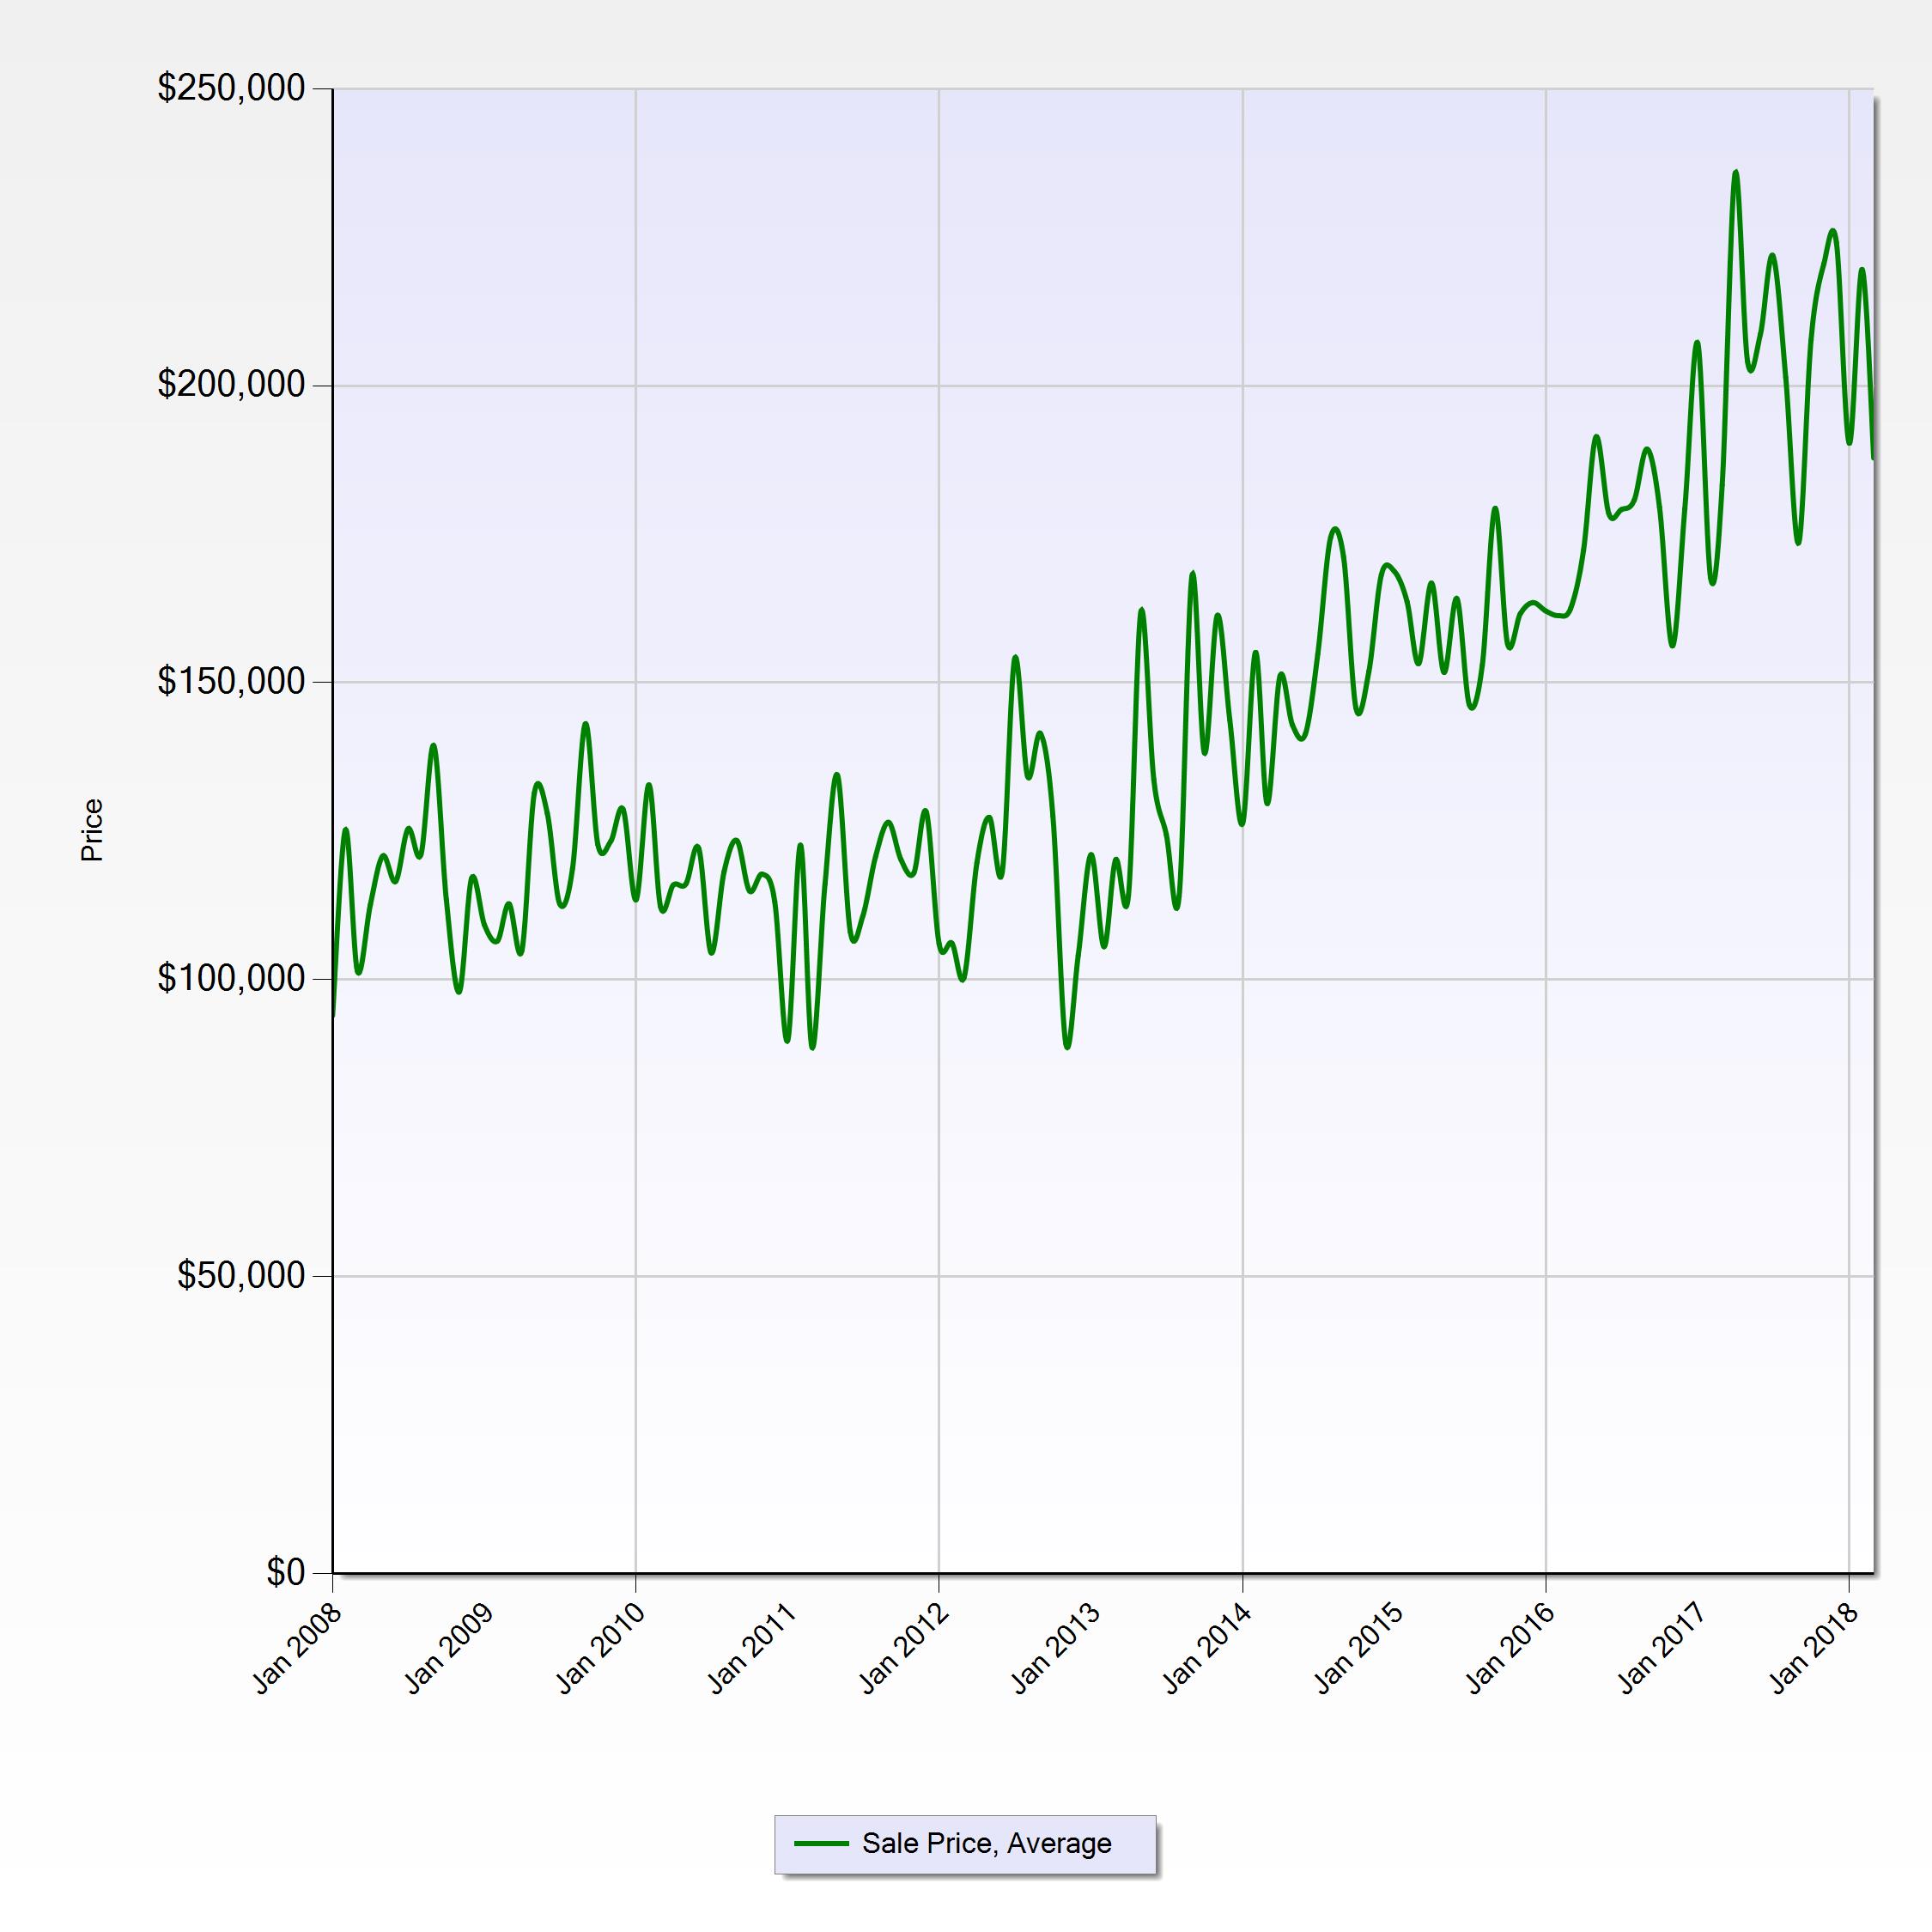 $250,000
$200,000
$150,000
$100,000
$50,000
$0
Price
Jan 2008
Jan 2009
Jan 2010
Jan 2011
Jan 2012
Jan 2013
Jan 2014
Jan 2015
Jan 2016
Jan 2017
Jan 2018
Sale Price, Average